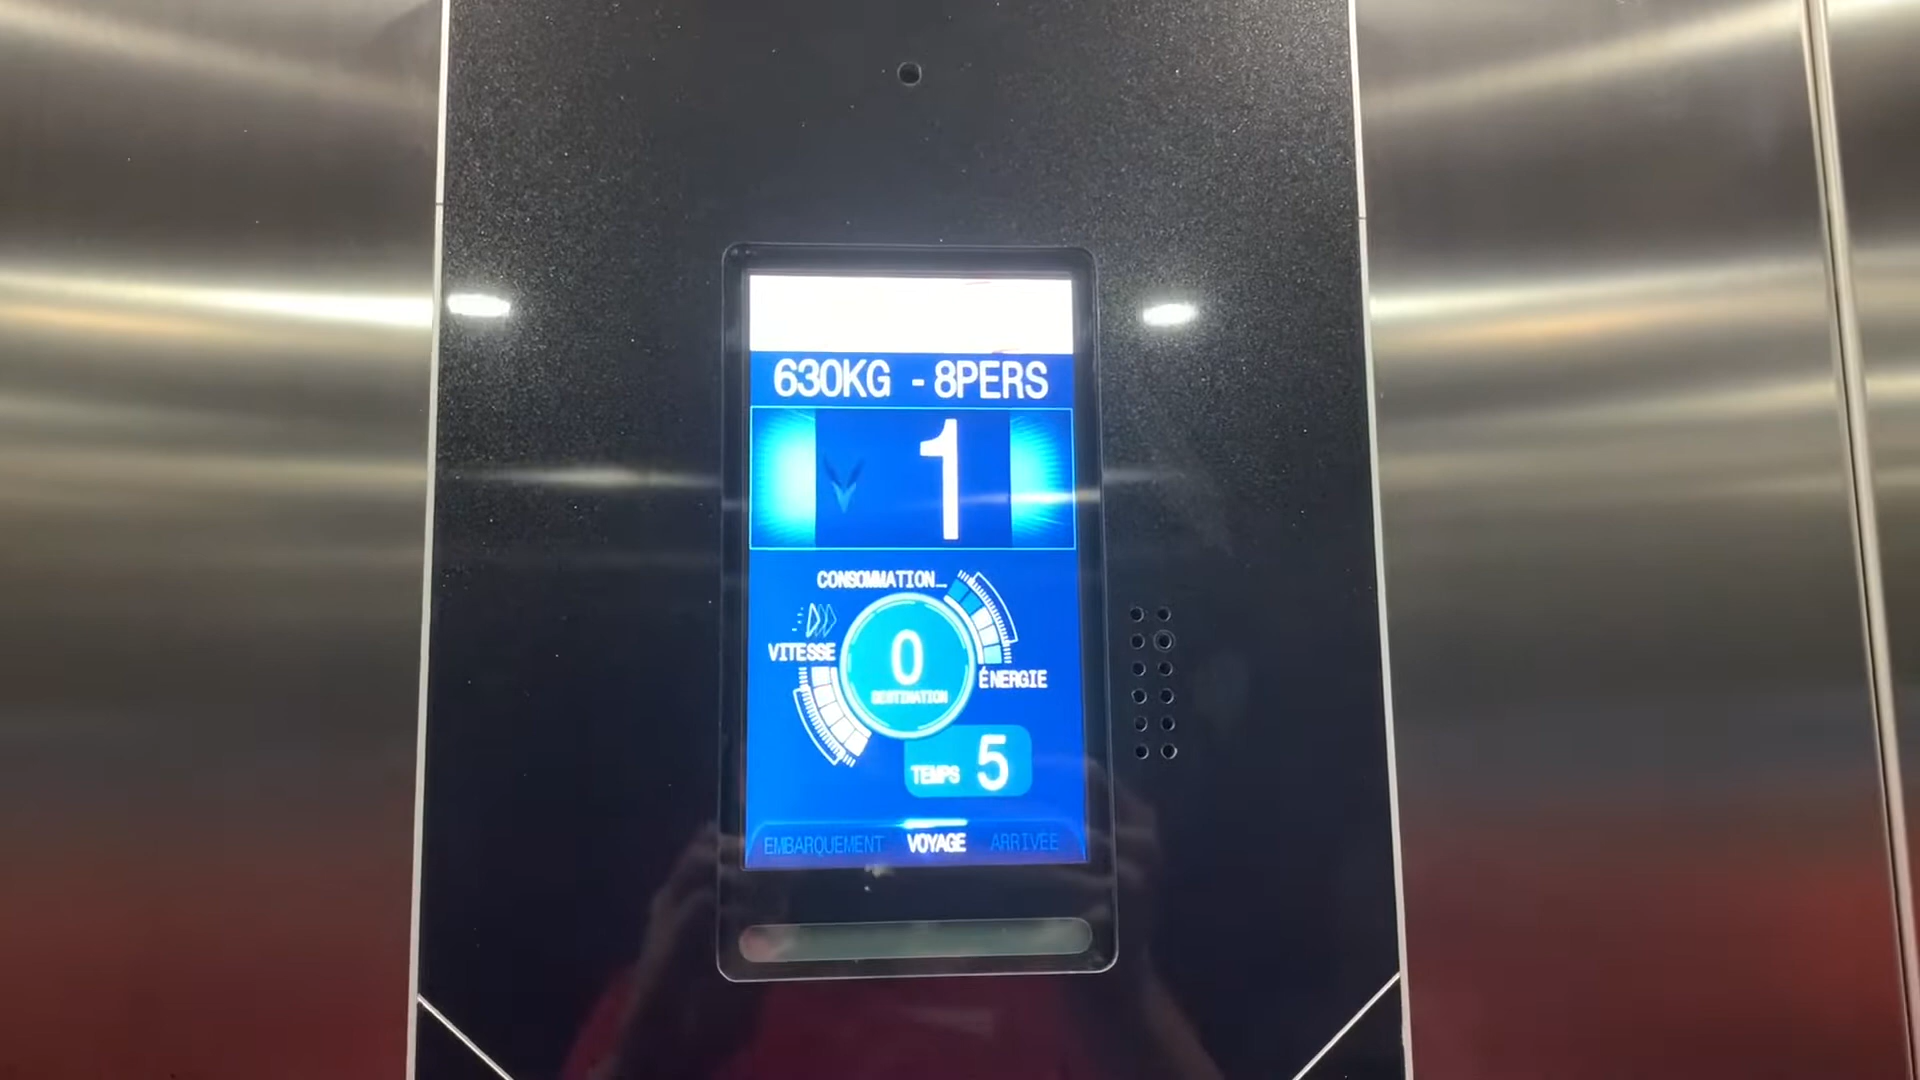 630KG - 8PERS
1
CONSOMMATION…
VITESSE
0
DESTINATION
ÉNERGIE
TEMPS 5
EMBARQUEMENT VOYAGE ARRIVÉE